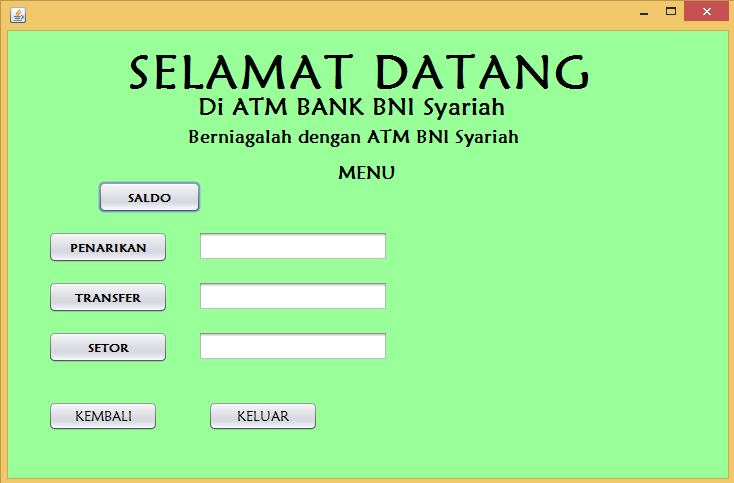 SELAMAT DATANG
Di ATM BANK BNI Syariah
Berniagalah dengan ATM BNI Syariah
MENU
SALDO
PENARIKAN
TRANSFER
SETOR
KEMBALI
KELUAR